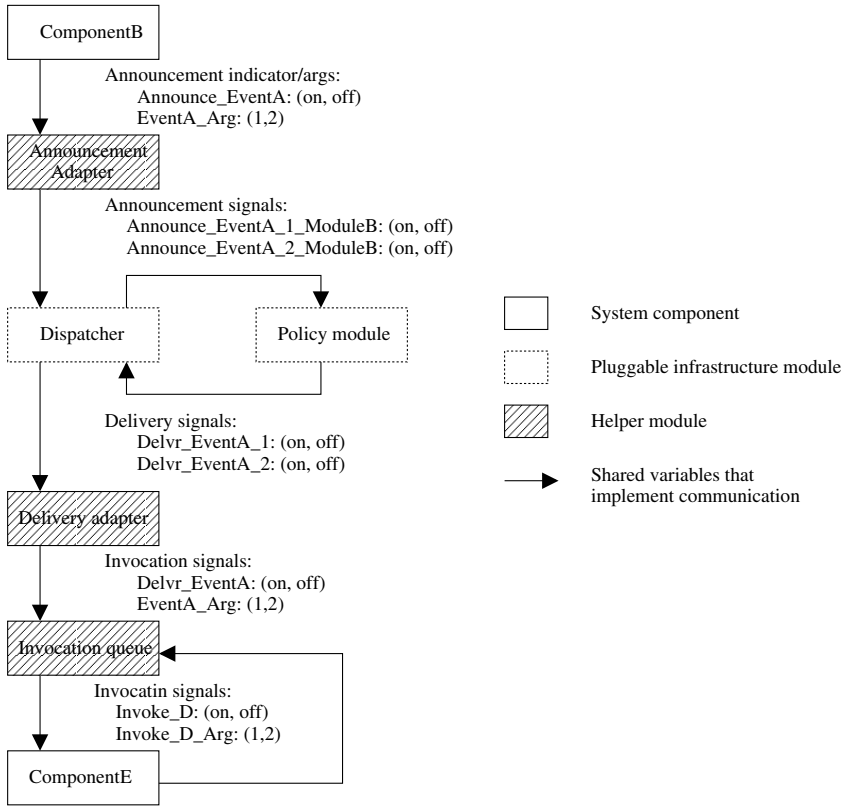 ComponentB
Announcement indicator/args:
Announce_EventA: (on, off)
EventA_Arg: (1,2)
Announcement
Adapter
Announcement signals:
Announce_EventA_1_ModuleB: (on, off)
Announce_EventA_2_ModuleB: (on, off)
Dispatcher
Policy module
Delivery signals:
Delvr_EventA_1: (on, off)
Delvr_EventA_2: (on, off)
Delivery adapter
Invocation signals:
Delvr_EventA: (on, off)
EventA_Arg: (1,2)
Invocation queue
Invocatin signals:
Invoke_D: (on, off)
Invoke_D_Arg: (1,2)
ComponentE
System component
Pluggable infrastructure module
Helper module
Shared variables that
implement communication